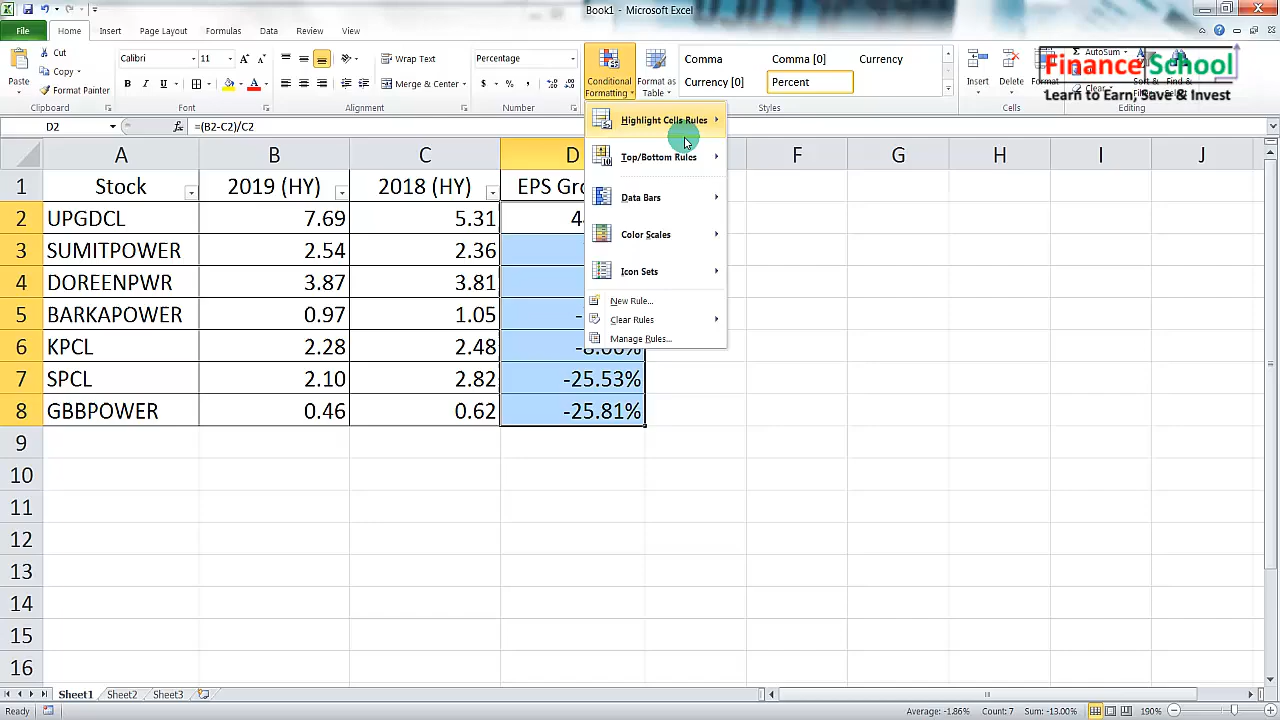 Book1 - Microsoft Excel
File Home Insert Page Layout Formulas Data Review View
Paste
Cut
Copy
Format Painter
Clipboard
Calibri 11
B I U
Font
Wrap Text
Merge
Alignment
Percentage
Number
Conditional Formatting
Format as Table
Comma Comma [0] Currency
Currency [0] Percent
Styles
Insert Delete Format
Cells
AutoSum
Clear
Sort &
Find &
Editing
Finance School
Learn to Earn, Save & Invest
D2 fx =(B2-C2)/C2
Highlight Cells Rules
Top/Bottom Rules
Data Bars
Color Scales
Icon Sets
New Rule...
Clear Rules
Manage Rules...
A B C D F G H I J
1 Stock 2019 (HY) 2018 (HY) EPS Gro
2 UPGDCL 7.69 5.31 4
3 SUMITPOWER 2.54 2.36
4 DOREENPWR 3.87 3.81
5 BARKAPOWER 0.97 1.05 -
6 KPCL 2.28 2.48 -8.06%
7 SPCL 2.10 2.82 -25.53%
8 GBBPOWER 0.46 0.62 -25.81%
9
10
11
12
13
14
15
16
Sheet1 Sheet2 Sheet3
Ready Average: -1.86% Count: 7 Sum: -13.00% 190%